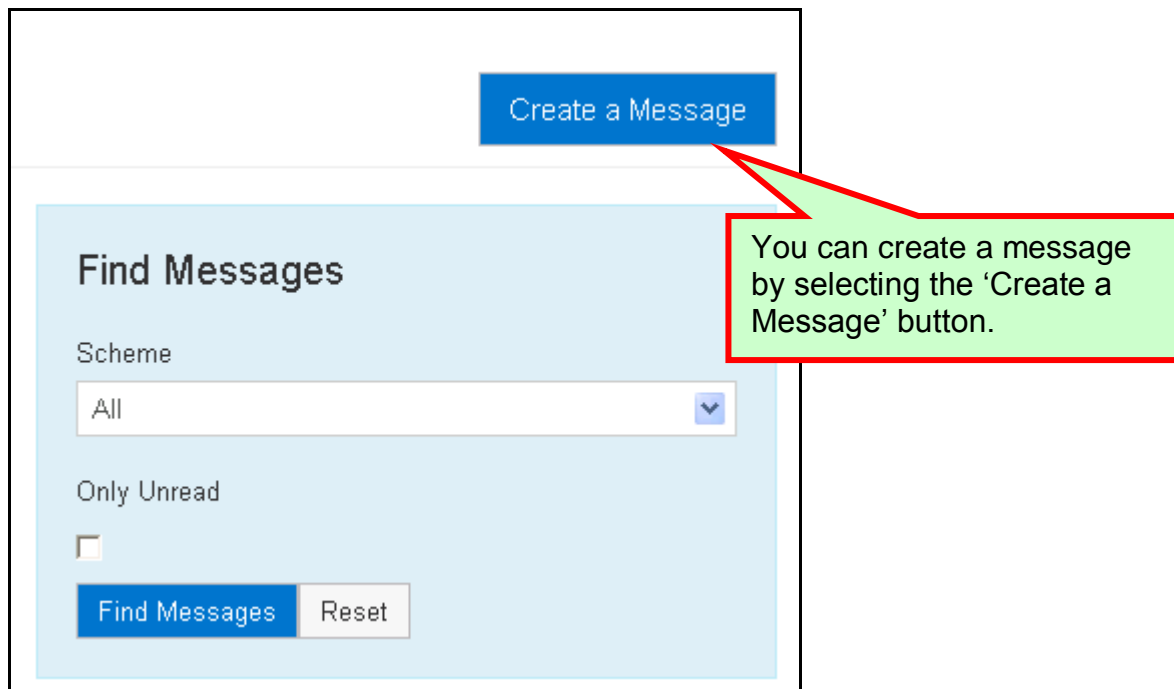 Create a Message
You can create a message
by selecting the ‘Create a
Message’ button.
Find Messages
Scheme
All
Only Unread
Find Messages Reset